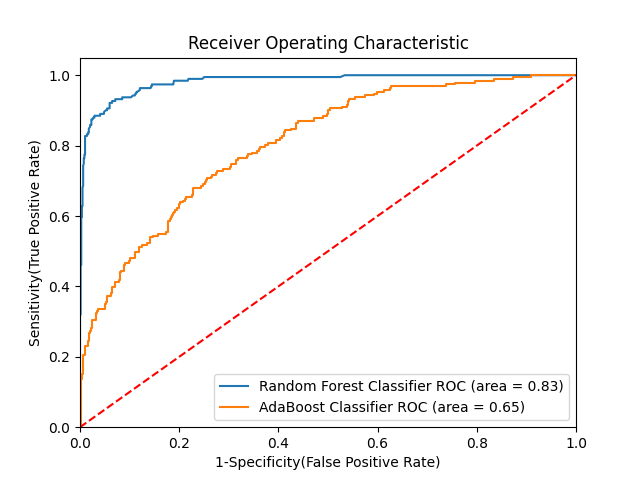 Receiver Operating Characteristic
1.0
0.8
0.6
0.4
0.2
0.0
Sensitivity(True Positive Rate)
Random Forest Classifier ROC (area = 0.83)
AdaBoost Classifier ROC (area = 0.65)
0.0 0.2 0.4 0.6 0.8 1.0
1-Specificity(False Positive Rate)